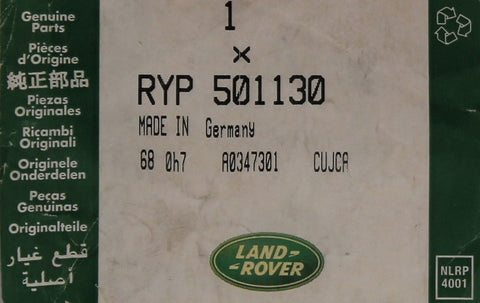 Genuine
Parts
Pièces
d'Origine
純正部品
Piezas
Originales
Ricambi
Originali
Originele
Onderdelen
Peças
Genuínas
Originalteile
قطع غيار
أصلية
1
×
RYP 501130
MADE IN Germany
68 0h7 A0347301 CUJCA
LAND-
-ROVER
NLRP
4001